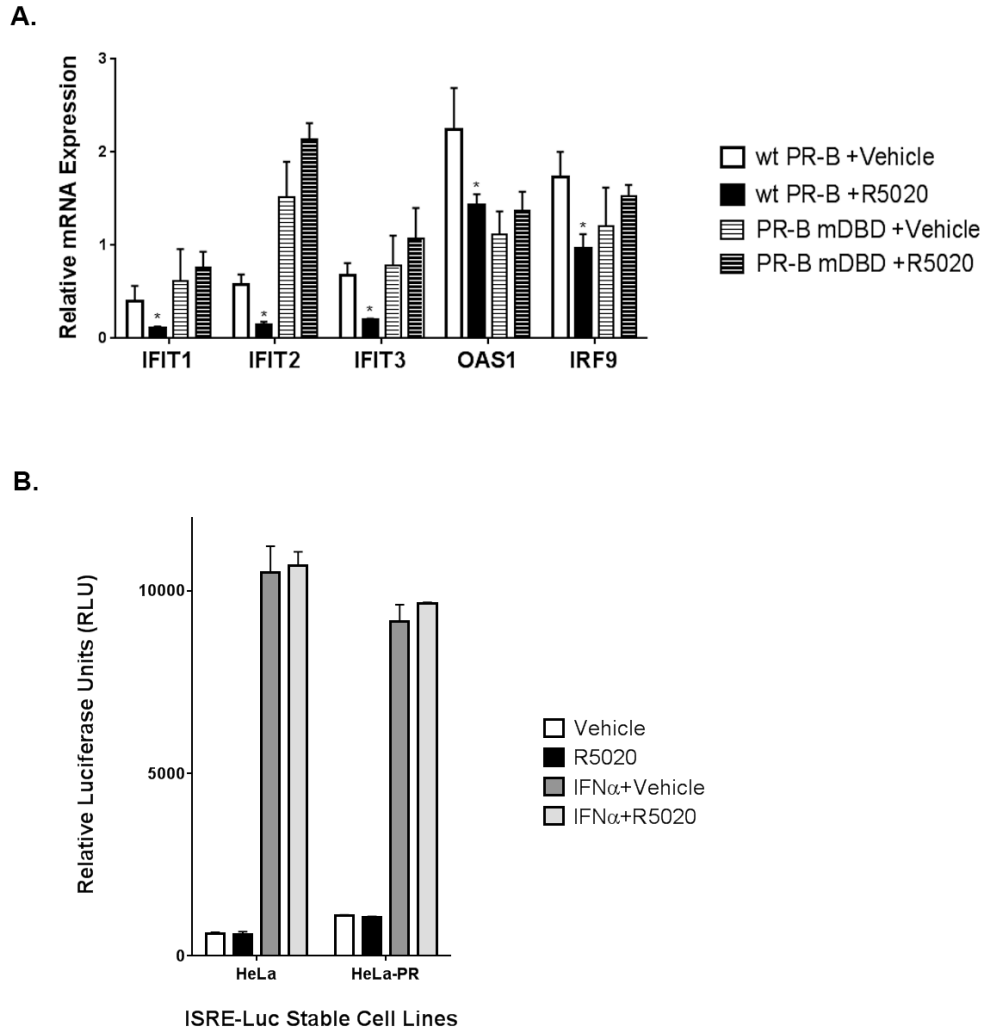 A.
Relative mRNA Expression
3
2
1
0
* * * * *
IFIT1 IFIT2 IFIT3 OAS1 IRF9
wt PR-B +Vehicle
wt PR-B +R5020
PR-B mDBD +Vehicle
PR-B mDBD +R5020
B.
Relative Luciferase Units (RLU)
10000
5000
0
HeLa HeLa-PR
ISRE-Luc Stable Cell Lines
Vehicle
R5020
IFNα+Vehicle
IFNα+R5020